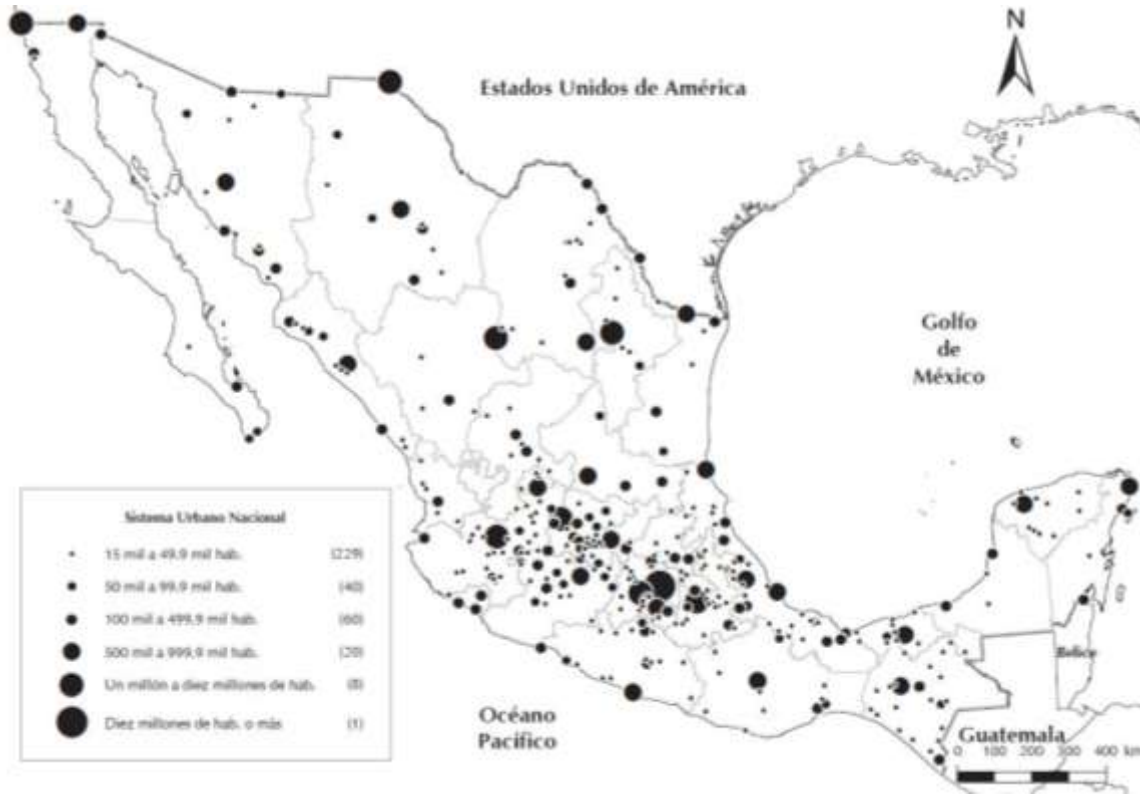 N
Estados Unidos de América
Golfo
de
México
Sistema Urbano Nacional
15 mil a 49.9 mil hab. (229)
50 mil a 99.9 mil hab. (40)
100 mil a 499.9 mil hab. (60)
500 mil a 999.9 mil hab. (20)
Un millón a diez millones de hab. (8)
Diez millones de hab. o más (1)
Belice
Océano
Pacífico
Guatemala
0 100 200 300 400 km